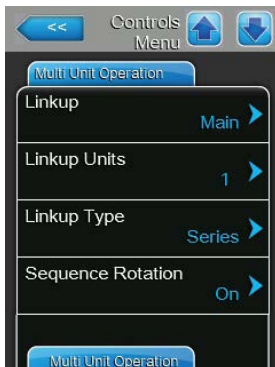 << Controls
Menu
Multi Unit Operation
Linkup
Main
Linkup Units
1
Linkup Type
Series
Sequence Rotation
On
Multi Unit Operation